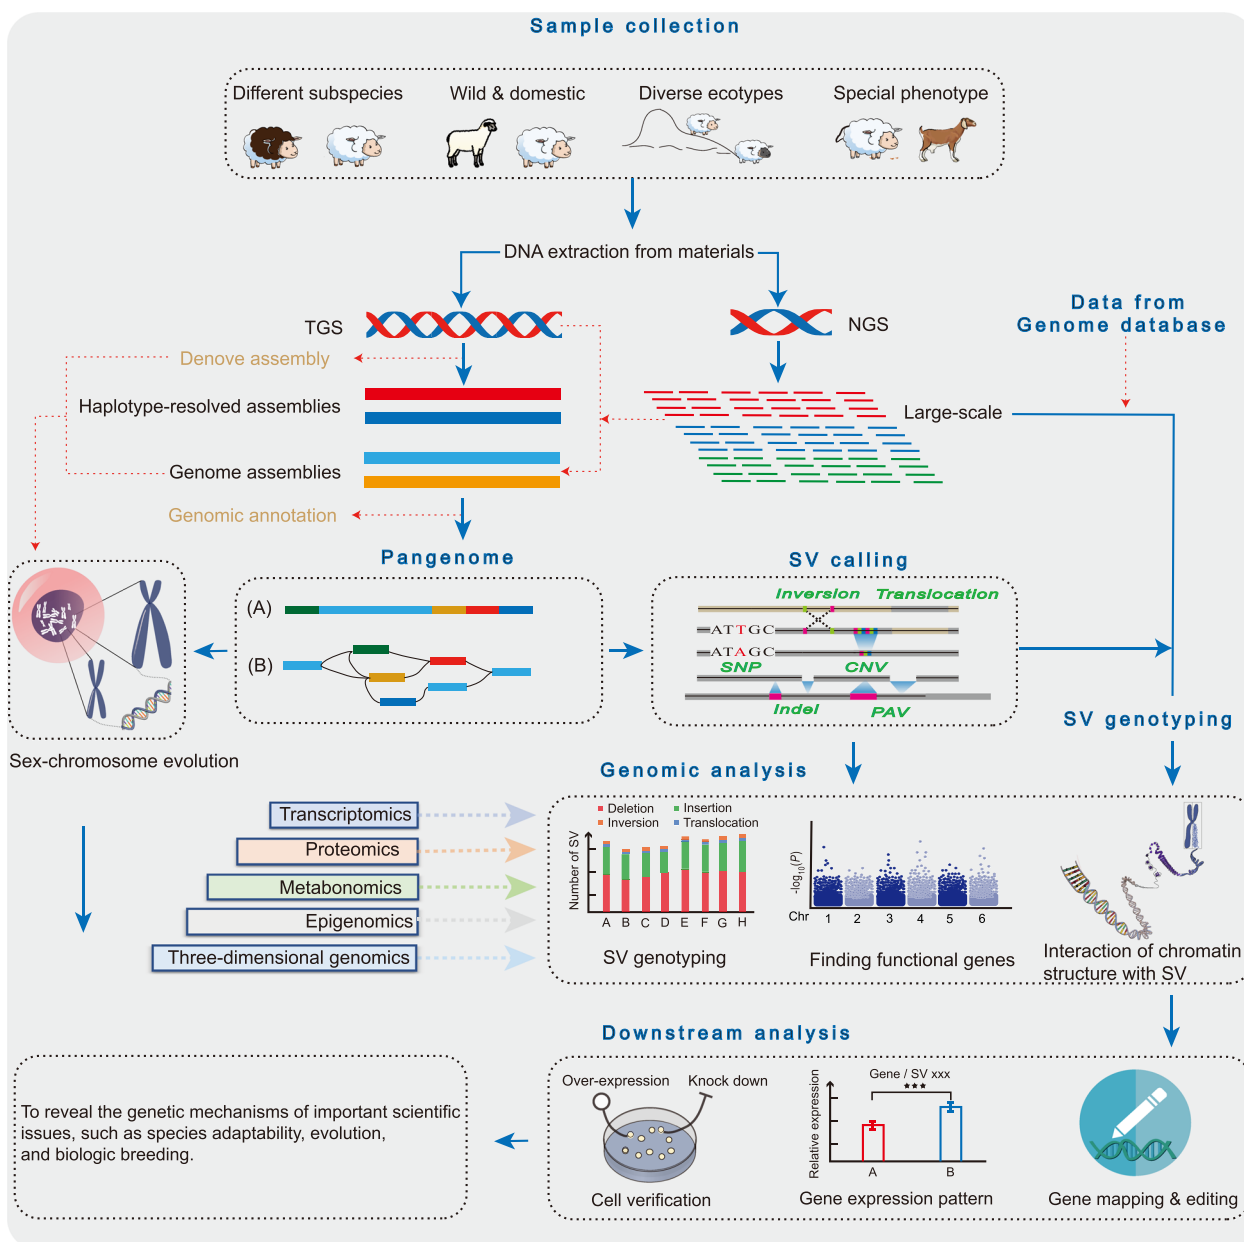 Sample collection
Different subspecies
Wild & domestic
Diverse ecotypes
Special phenotype
DNA extraction from materials
TGS
NGS
Data from
Genome database
Denove assembly
Haplotype-resolved assemblies
Large-scale
Genome assemblies
Genomic annotation
Pangenome
SV calling
(A)
(B)
Inversion
Translocation
ATTGC
ATAGC
SNP
CNV
Indel
PAV
Sex-chromosome evolution
SV genotyping
Genomic analysis
Transcriptomics
Proteomics
Metabonomics
Epigenomics
Three-dimensional genomics
Deletion
Insertion
Inversion
Translocation
Number of SV
A B C D E F G H
SV genotyping
-log10(P)
Chr 1 2 3 4 5 6
Finding functional genes
Interaction of chromatin
structure with SV
Downstream analysis
To reveal the genetic mechanisms of important scientific
issues, such as species adaptability, evolution,
and biologic breeding.
Over-expression
Knock down
Cell verification
Gene / SV xxx
★★★
Relative expression
A
B
Gene expression pattern
Gene mapping & editing